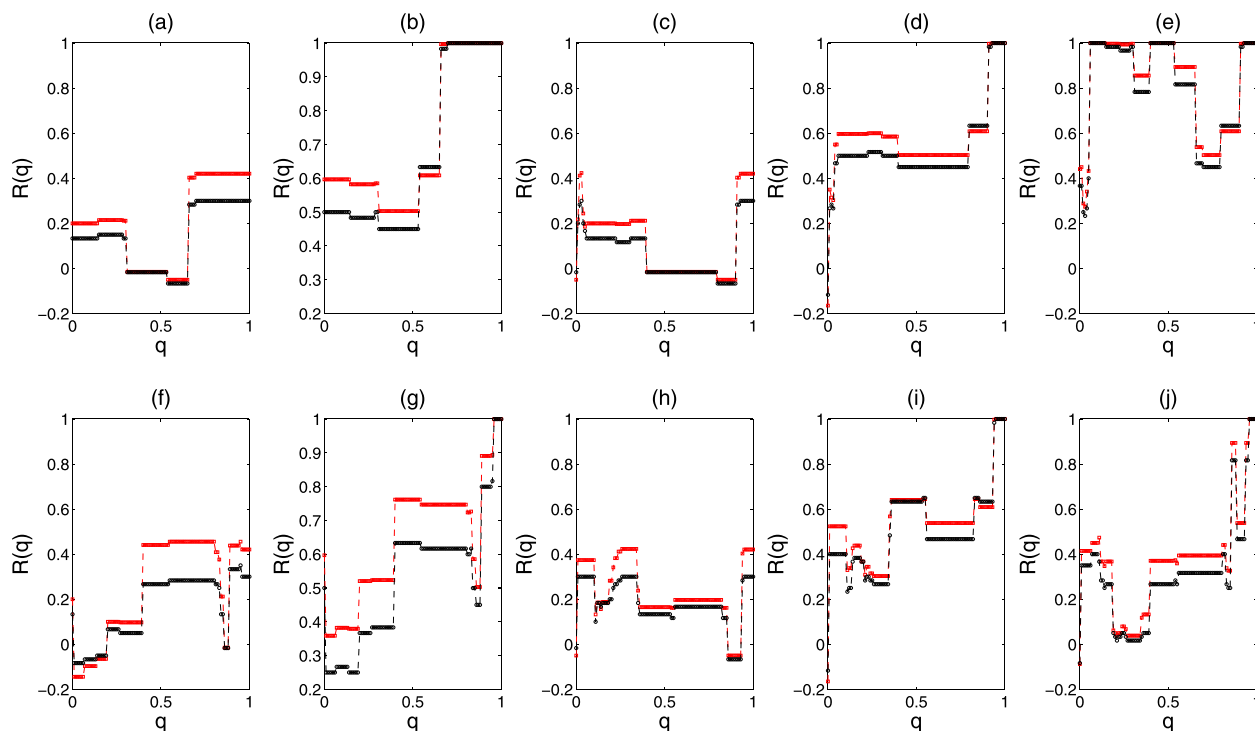 (a) (b) (c) (d) (e)
1 1 1 1 1
0.9
0.8 0.8 0.8 0.8 0.8
0.7
0.6 0.6 0.6 0.6 0.6
R(q) R(q) R(q) R(q) R(q)
0.4 0.5 0.4 0.4 0.4
0.2 0.4 0.2 0.2 0.2
0 0.3 0 0 0
−0.2 0.2 −0.2 −0.2 −0.2
0 0.5 1 0 0.5 1 0 0.5 1 0 0.5 1 0 0.5 1
q q q q q
(f) (g) (h) (i) (j)
1 1 1 1 1
0.9
0.8 0.8 0.8 0.8 0.8
0.7
0.6 0.6 0.6 0.6 0.6
R(q) R(q) R(q) R(q) R(q)
0.4 0.5 0.4 0.4 0.4
0.2 0.4 0.2 0.2 0.2
0 0.3 0 0 0
−0.2 0.2 −0.2 −0.2 −0.2
0 0.5 1 0 0.5 1 0 0.5 1 0 0.5 1 0 0.5 1
q q q q q